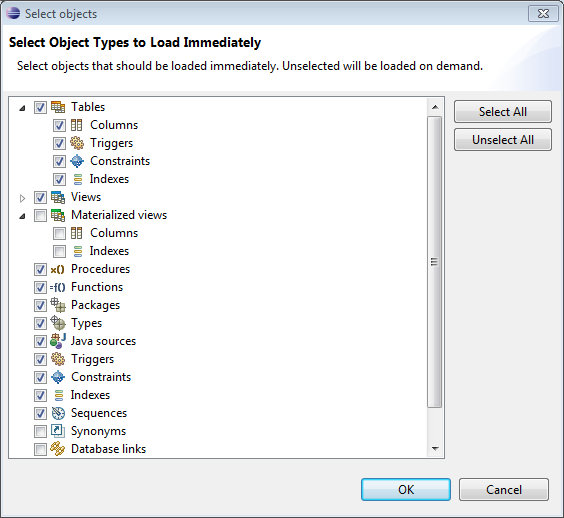 Select objects
Select Object Types to Load Immediately
Select objects that should be loaded immediately. Unselected will be loaded on demand.
Tables
Columns
Triggers
Constraints
Indexes
Views
Materialized views
Columns
Indexes
x() Procedures
=f() Functions
Packages
Types
Java sources
Triggers
Constraints
Indexes
Sequences
Synonyms
Database links
Select All
Unselect All
OK
Cancel